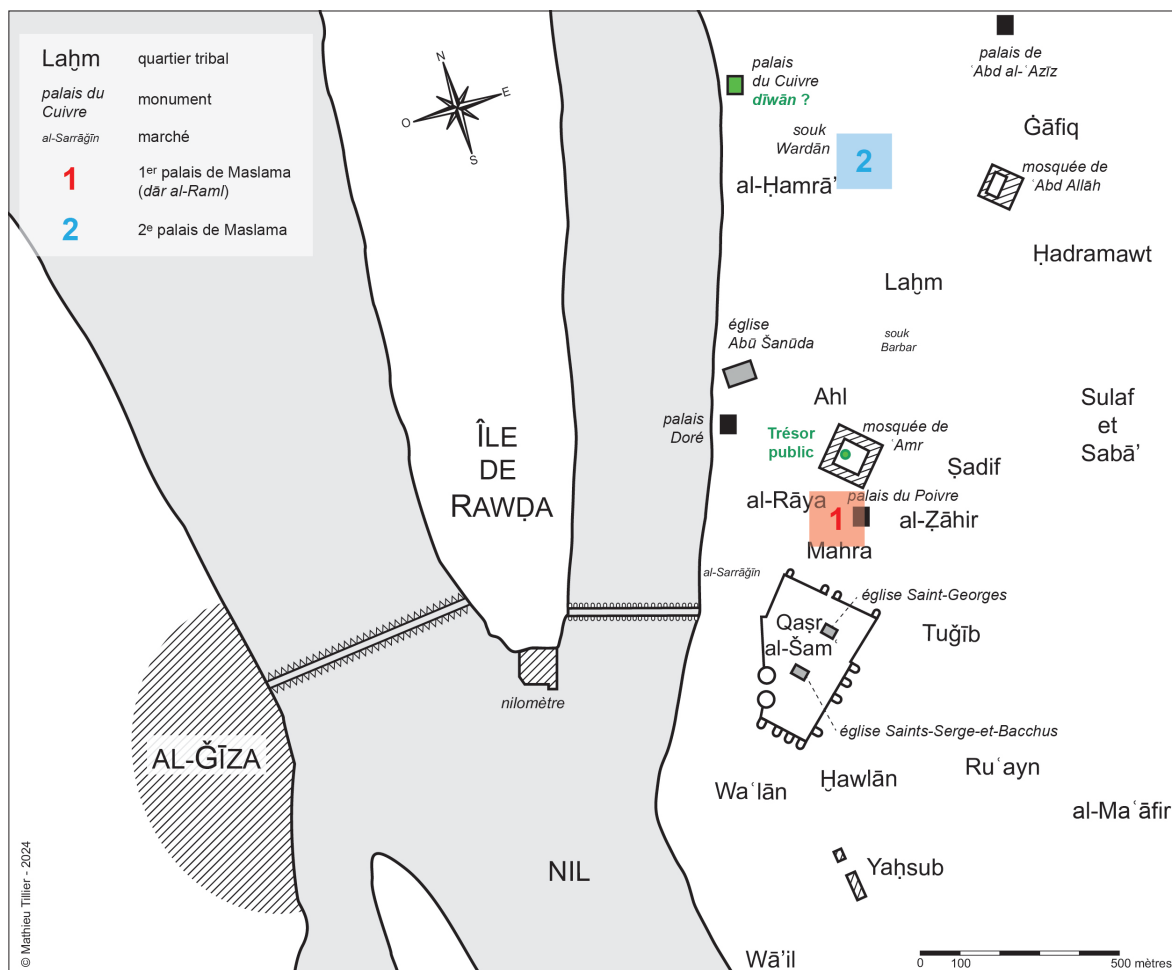 Laḫm
quartier tribal
palais du
Cuivre
monument
al-Sarrāǧīn
marché
1
1er palais de Maslama
(dār al-Raml)
2
2e palais de Maslama
N
E
O
S
palais
du Cuivre
dīwān ?
palais de
ʿAbd al-ʿAzīz
souk
Wardān
2
Ġāfiq
al-Ḥamrā’
mosquée de
ʿAbd Allāh
Ḥadramawt
Laḫm
église
Abū Šanūda
souk
Barbar
Ahl
Sulaf
et
Sabā’
palais
Doré
Trésor
public
mosquée de
ʿAmr
Ṣadif
ÎLE
DE
RAWḌA
al-Rāya
palais du Poivre
1
al-Ẓāhir
Mahra
al-Sarrāǧīn
église Saint-Georges
Qaṣr
al-Šamʿ
Tuǧīb
nilomètre
église Saints-Serge-et-Bacchus
AL-ǦĪZA
Waʿlān
Ḫawlān
Ruʿayn
al-Maʿāfir
NIL
Yaḥsub
Wā’il
0 100 500 mètres
© Mathieu Tillier - 2024